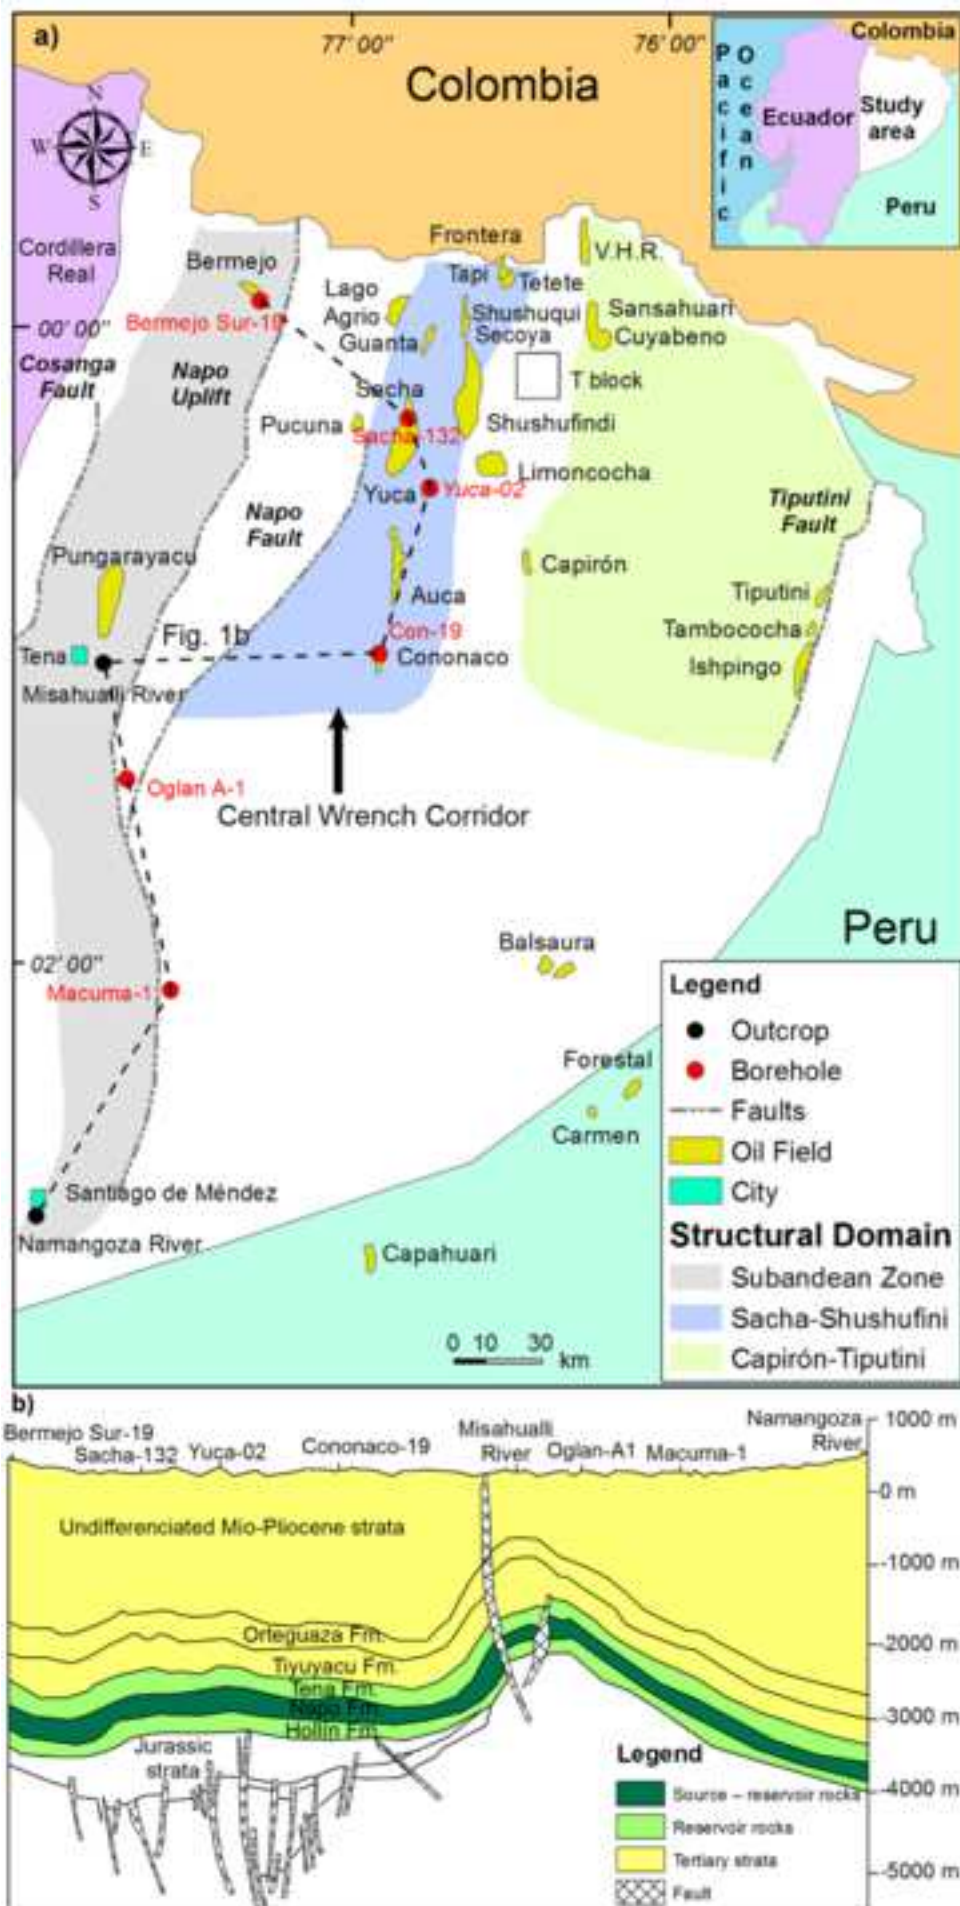 a)
77' 00''
76' 00''
Colombia
Colombia
Pacific
Ocean
Ecuador
Study
area
Peru
N
W
E
S
Cordillera
Real
Bermejo
Bermejo Sur-19
00' 00''
Cosanga
Fault
Napo
Uplift
Frontera
V.H.R.
Tapi
Tetete
Lago
Agrio
Shushuqui
Sansahuari
Guanta
Secoya
Cuyabeno
T block
Sacha
Pucuna
Sacha-132
Shushufindi
Limoncocha
Yuca
Yuca-02
Napo
Fault
Tiputini
Fault
Pungarayacu
Capirón
Auca
Tiputini
Con-19
Tambococha
Fig. 1b
Tena
Cononaco
Ishpingo
Misahualli River
Oglan A-1
Central Wrench Corridor
Peru
Balsaura
02' 00''
Macuma-1
Forestal
Carmen
Santiago de Méndez
Namangoza River
Capahuari
0 10 30
km
Legend
Outcrop
Borehole
Faults
Oil Field
City
Structural Domain
Subandean Zone
Sacha-Shushufini
Capirón-Tiputini
b)
Bermejo Sur-19
Sacha-132
Yuca-02
Cononaco-19
Misahualli
River
Oglan-A1
Macuma-1
Namangoza
River
1000 m
0 m
-1000 m
-2000 m
-3000 m
-4000 m
-5000 m
Undifferenciated Mio-Pliocene strata
Orteguaza Fm.
Tiyuyacu Fm.
Tena Fm.
Napo Fm.
Hollin Fm.
Jurassic
strata
Legend
Source – reservoir rocks
Reservoir rocks
Tertiary strata
Fault